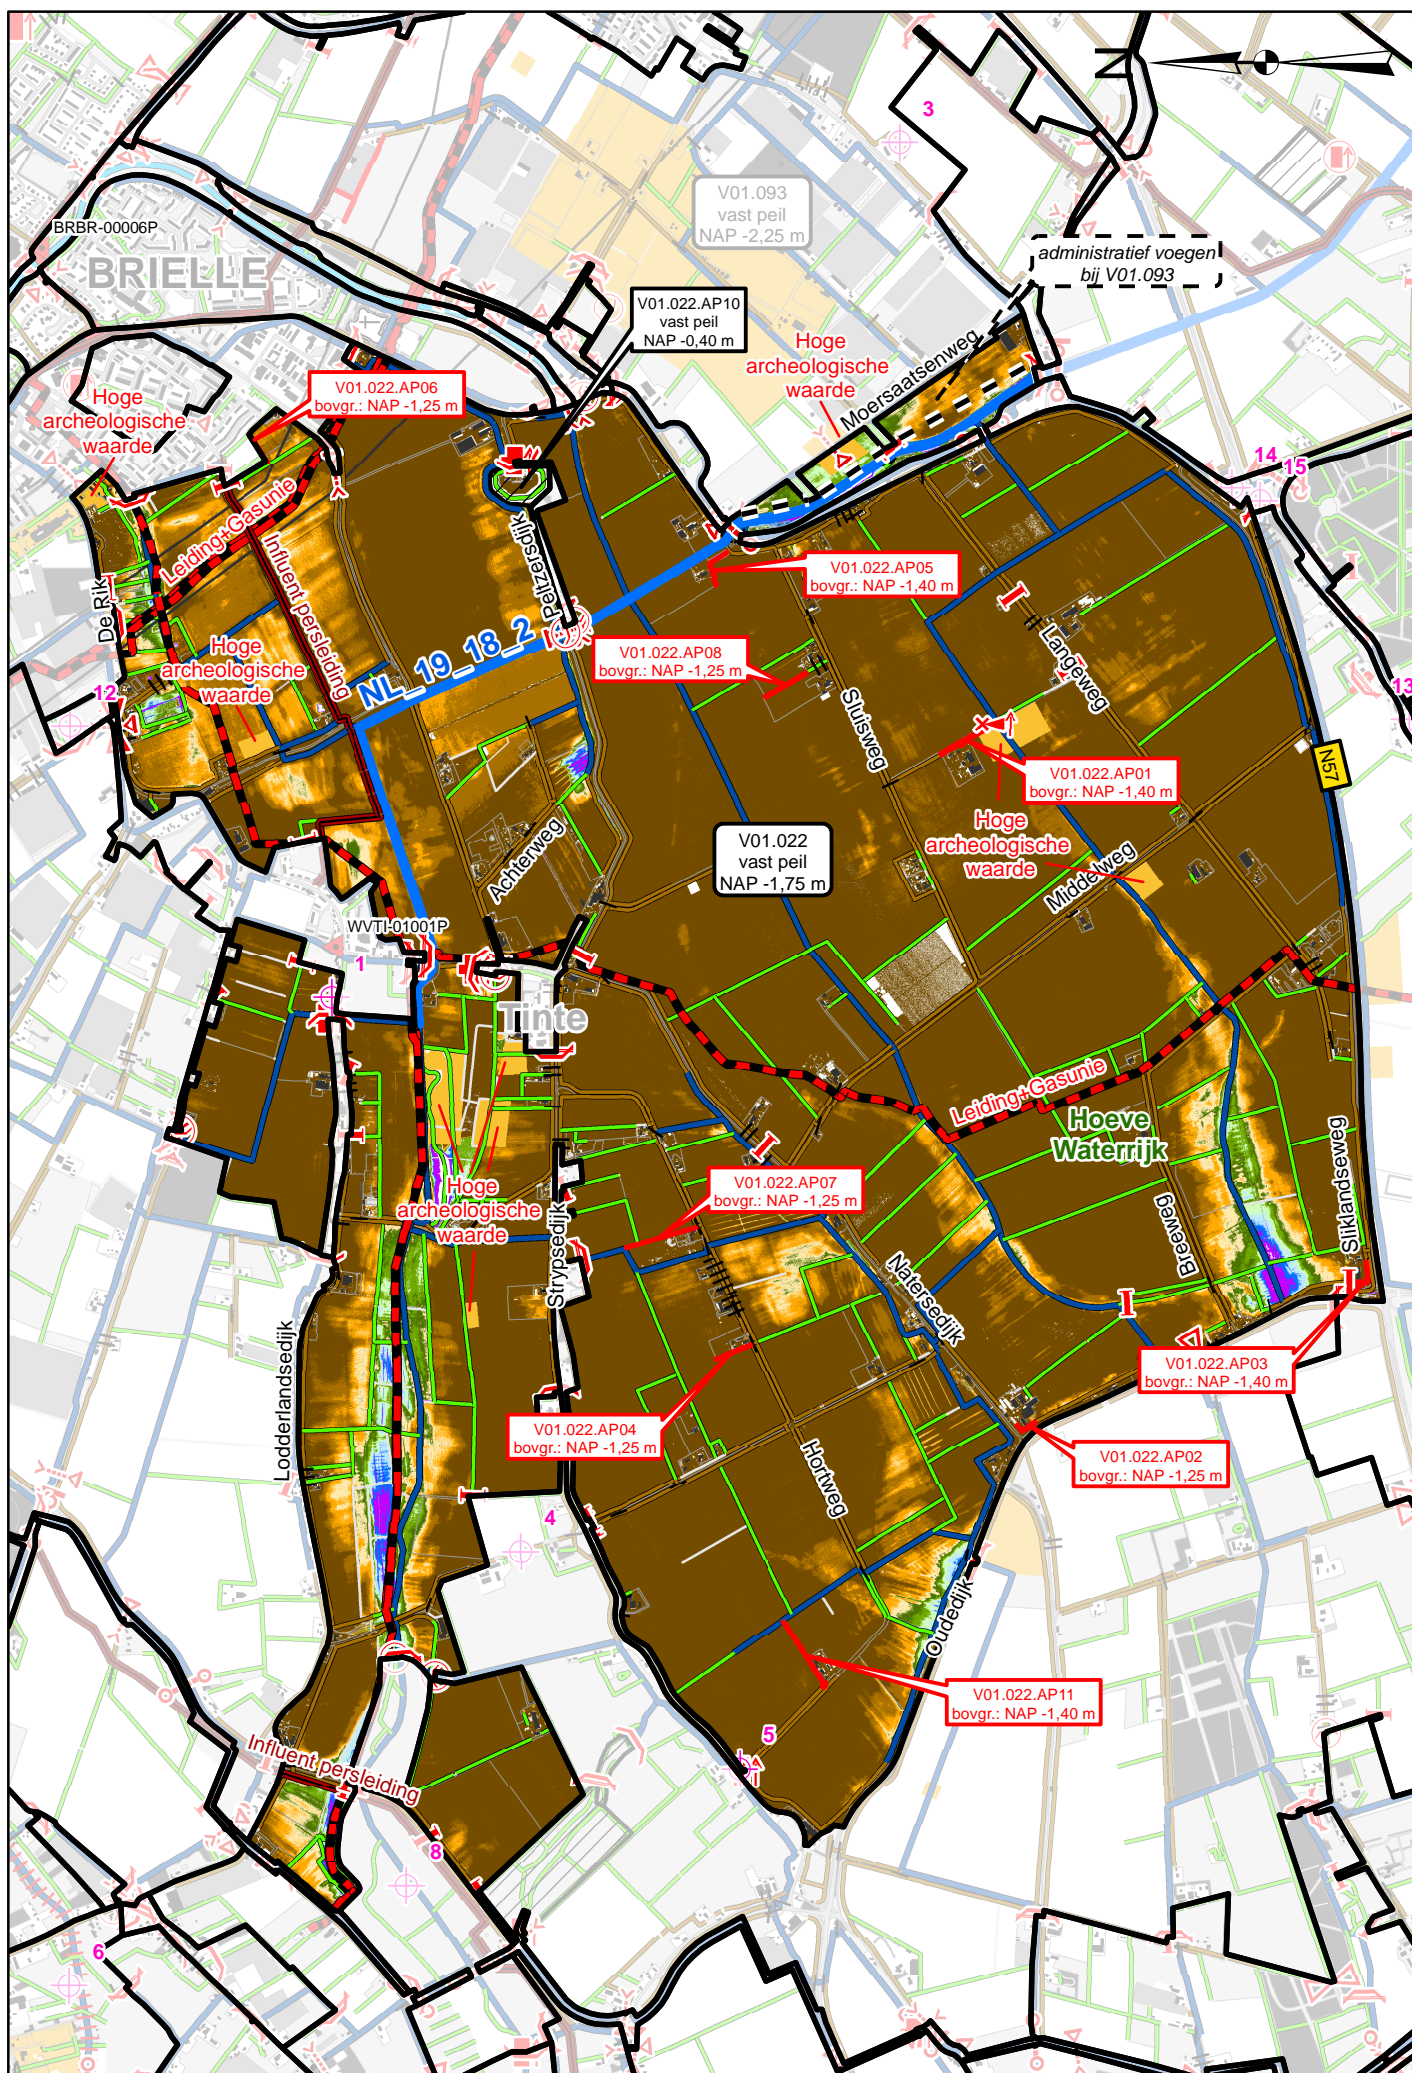 N
3
V01.093
vast peil
NAP -2,25 m
BRBR-00006P
BRIELLE
administratief voegen
bij V01.093
V01.022.AP10
vast peil
NAP -0,40 m
Hoge
archeologische
waarde
Moersaatsenweg
V01.022.AP06
bovgr.: NAP -1,25 m
Hoge
archeologische
waarde
14
15
Leiding+Gasunie
Influent persleiding
Peltzersdijk
De Rik
V01.022.AP05
bovgr.: NAP -1,40 m
Hoge
archeologische
waarde
NL_19_18_2
V01.022.AP08
bovgr.: NAP -1,25 m
Langeweg
12
13
Sluisweg
N57
V01.022.AP01
bovgr.: NAP -1,40 m
Hoge
archeologische
waarde
V01.022
vast peil
NAP -1,75 m
Achterweg
Middelweg
WVTI-01001P
1
Tinte
Leiding+Gasunie
Hoeve
Waterrijk
V01.022.AP07
bovgr.: NAP -1,25 m
Hoge
archeologische
waarde
Strypsedijk
Breeweg
Sliklandseweg
Natersedijk
Lodderlandsedijk
V01.022.AP03
bovgr.: NAP -1,40 m
V01.022.AP04
bovgr.: NAP -1,25 m
V01.022.AP02
bovgr.: NAP -1,25 m
Hortweg
4
Oudedijk
V01.022.AP11
bovgr.: NAP -1,40 m
5
Influent persleiding
8
6